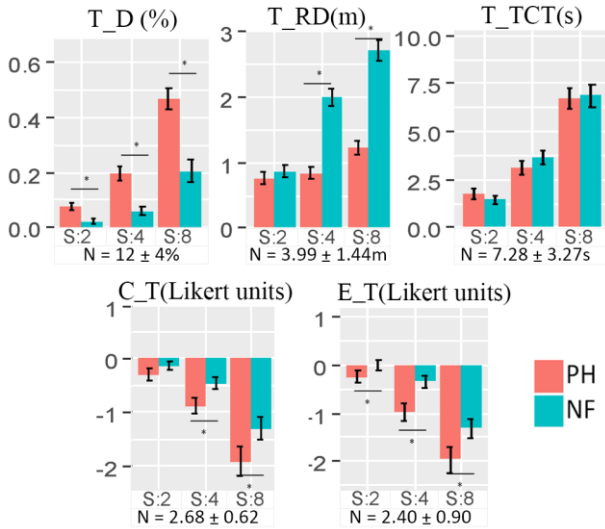 T_D (%)
0.6
0.4
0.2
0.0
*
*
*
S:2 S:4 S:8
N = 12 ± 4%
T_RD(m)
3
2
1
0
*
*
S:2 S:4 S:8
N = 3.99 ± 1.44m
T_TCT(s)
10.0
7.5
5.0
2.5
0.0
S:2 S:4 S:8
N = 7.28 ± 3.27s
C_T(Likert units)
1
0
-1
-2
*
*
S:2 S:4 S:8
N = 2.68 ± 0.62
E_T(Likert units)
1
0
-1
-2
*
*
*
S:2 S:4 S:8
N = 2.40 ± 0.90
PH
NF